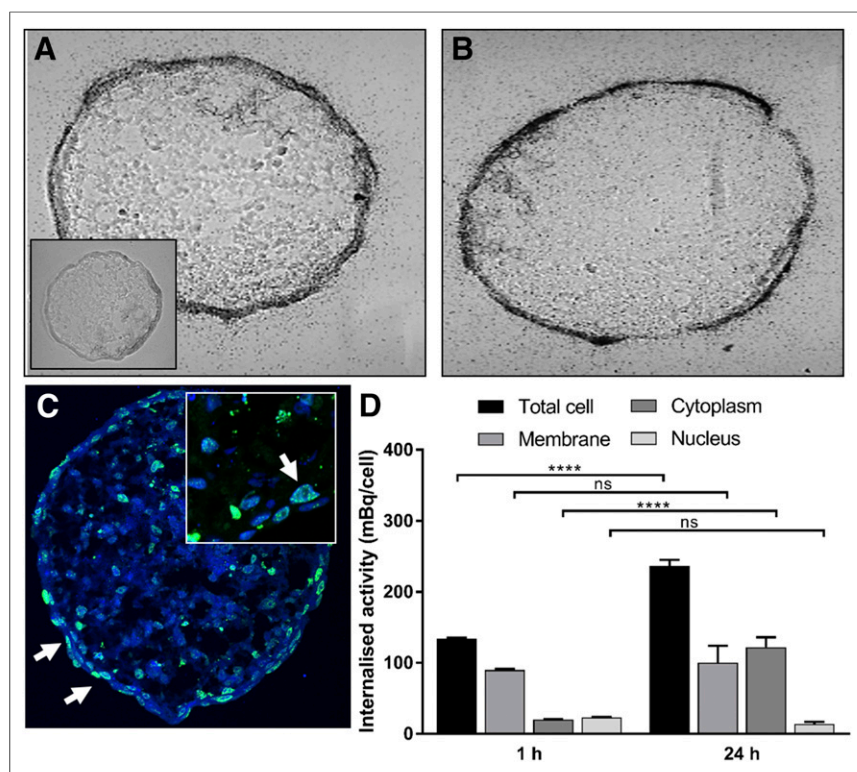 A
B
C
D
Total cell
Cytoplasm
Membrane
Nucleus
Internalised activity (mBq/cell)
400
300
200
100
0
****
ns
****
ns
1 h
24 h